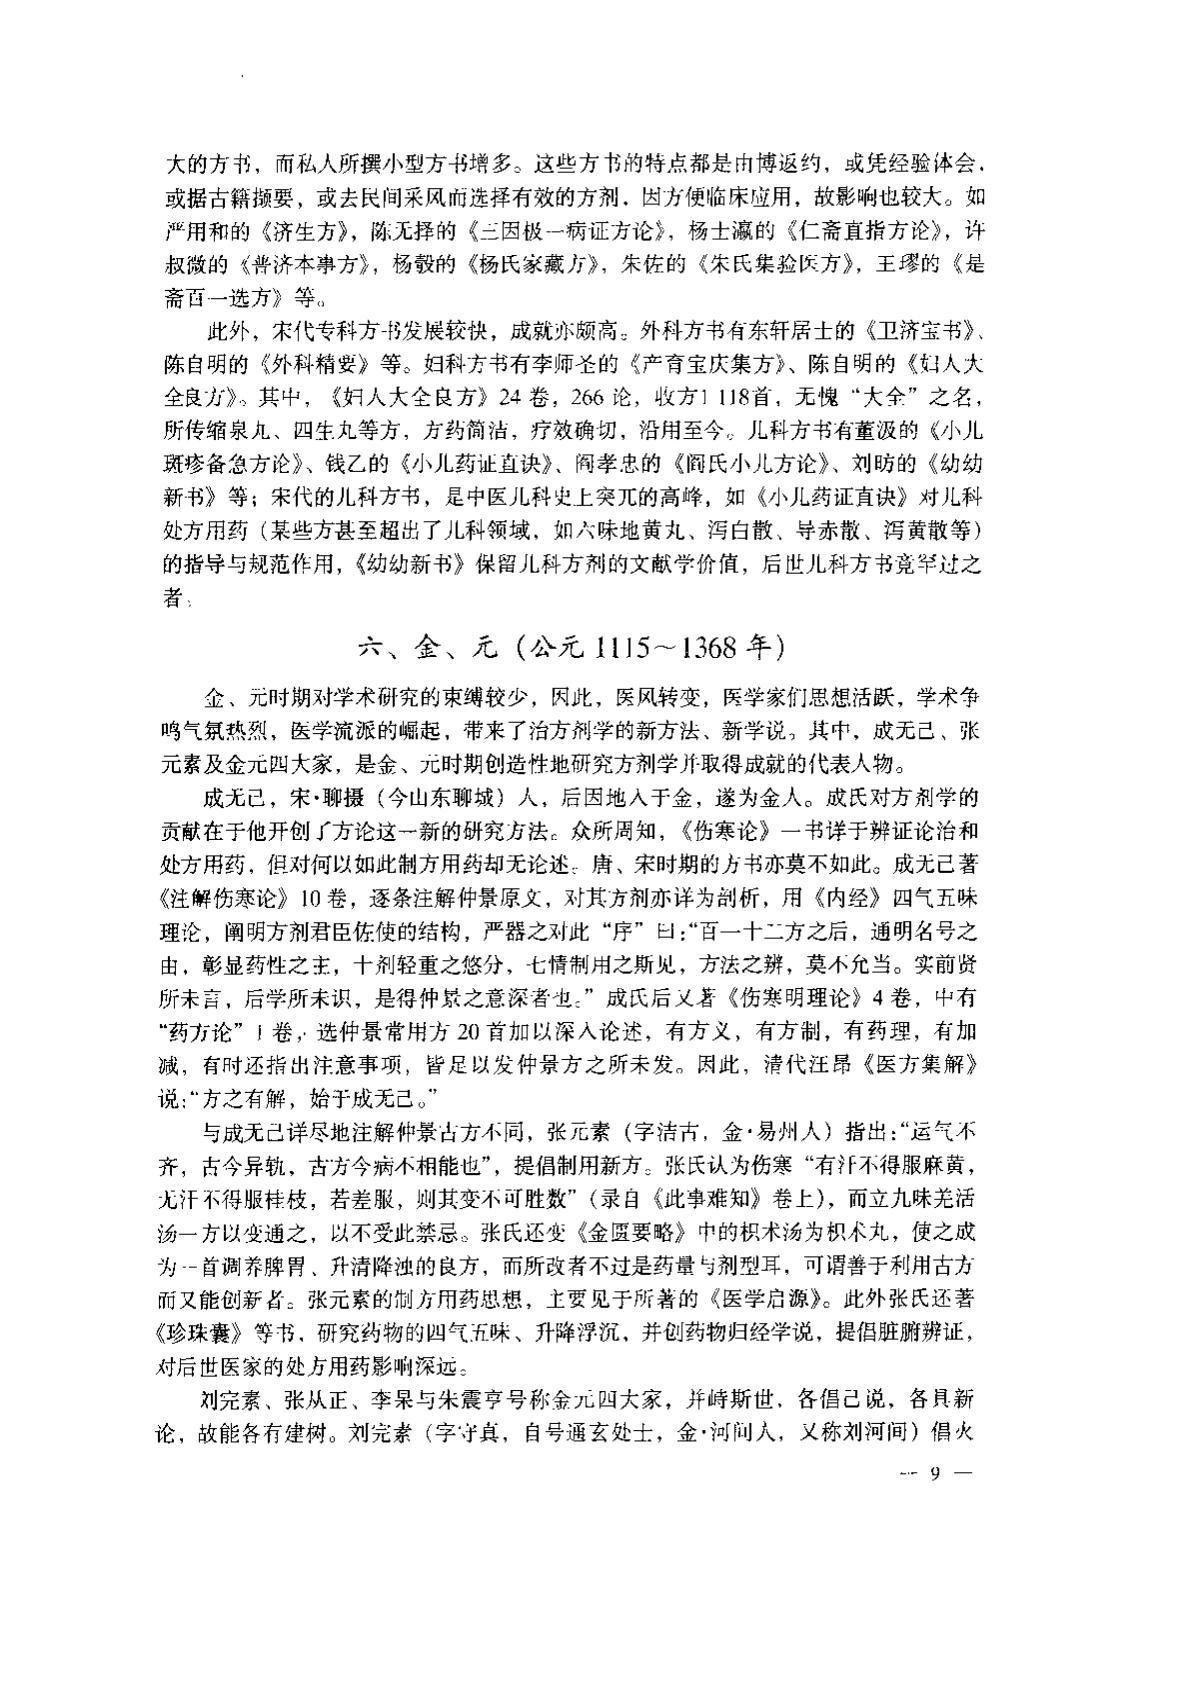 大的方书，而私人所撰小型方书增多。这些方书的特点都是由博返约，或凭经验体会，
或据古籍撷要，或去民间采风而选择有效的方剂，因方便临床应用，故影响也较大。如
严用和的《济生方》，陈无择的《三因极一病证方论》，杨士瀛的《仁斋直指方论》，许
叔微的《普济本事方》，杨倓的《杨氏家藏方》，朱佐的《朱氏集验医方》，王璆的《是
斋百一选方》等。
此外，宋代专科方书发展较快，成就亦颇高。外科方书有东轩居士的《卫济宝书》、
陈自明的《外科精要》等。妇科方书有李师圣的《产育宝庆集方》、陈自明的《妇人大
全良方》。其中，《妇人大全良方》24 卷，266 论，收方1 118首，无愧“大全”之名，
所传缩泉丸、四生丸等方，方药简洁，疗效确切，沿用至今。儿科方书有董汲的《小儿
斑疹备急方论》、钱乙的《小儿药证直诀》、阎孝忠的《阎氏小儿方论》、刘昉的《幼幼
新书》等；宋代的儿科方书，是中医儿科史上突兀的高峰，如《小儿药证直诀》对儿科
处方用药（某些方甚至超出了儿科领域，如六味地黄丸、泻白散、导赤散、泻黄散等）
的指导与规范作用，《幼幼新书》保留儿科方剂的文献学价值，后世儿科方书竟罕过之
者。
六、金、元（公元 1115～1368 年）
金、元时期对学术研究的束缚较少，因此，医风转变，医学家们思想活跃，学术争
鸣气氛热烈，医学流派的崛起，带来了治方剂学的新方法、新学说。其中，成无己、张
元素及金元四大家，是金、元时期创造性地研究方剂学并取得成就的代表人物。
成无己，宋·聊摄（今山东聊城）人，后因地入于金，遂为金人。成氏对方剂学的
贡献在于他开创了方论这一新的研究方法。众所周知，《伤寒论》一书详于辨证论治和
处方用药，但对何以如此制方用药却无论述。唐、宋时期的方书亦莫不如此。成无己著
《注解伤寒论》10 卷，逐条注解仲景原文，对其方剂亦详为剖析，用《内经》四气五味
理论，阐明方剂君臣佐使的结构，严器之对此“序”曰：“百一十二方之后，通明名号之
由，彰显药性之主，十剂轻重之悠分，七情制用之斯见，方法之辨，莫不允当。实前贤
所未言，后学所未识，是得仲景之意深者也。”成氏后又著《伤寒明理论》4 卷，中有
“药方论”1 卷，选仲景常用方 20 首加以深入论述，有方义，有方制，有药理，有加
减，有时还指出注意事项，皆足以发仲景方之所未发。因此，清代汪昂《医方集解》
说：“方之有解，始于成无己。”
与成无己详尽地注解仲景古方不同，张元素（字洁古，金·易州人）指出：“运气不
齐，古今异轨，古方今病不相能也”，提倡制用新方。张氏认为伤寒“有汗不得服麻黄，
无汗不得服桂枝，若差服，则其变不可胜数”（录自《此事难知》卷上），而立九味羌活
汤一方以变通之，以不受此禁忌。张氏还变《金匮要略》中的枳术汤为枳术丸，使之成
为一首调养脾胃、升清降浊的良方，而所改者不过是药量与剂型耳，可谓善于利用古方
而又能创新者。张元素的制方用药思想，主要见于所著的《医学启源》。此外张氏还著
《珍珠囊》等书，研究药物的四气五味、升降浮沉，并创药物归经学说，提倡脏腑辨证，
对后世医家的处方用药影响深远。
刘完素、张从正、李杲与朱震亨号称金元四大家，并峙斯世，各倡己说，各具新
论，故能各有建树。刘完素（字守真，自号通玄处士，金·河间人，又称刘河间）倡火
— 9 —